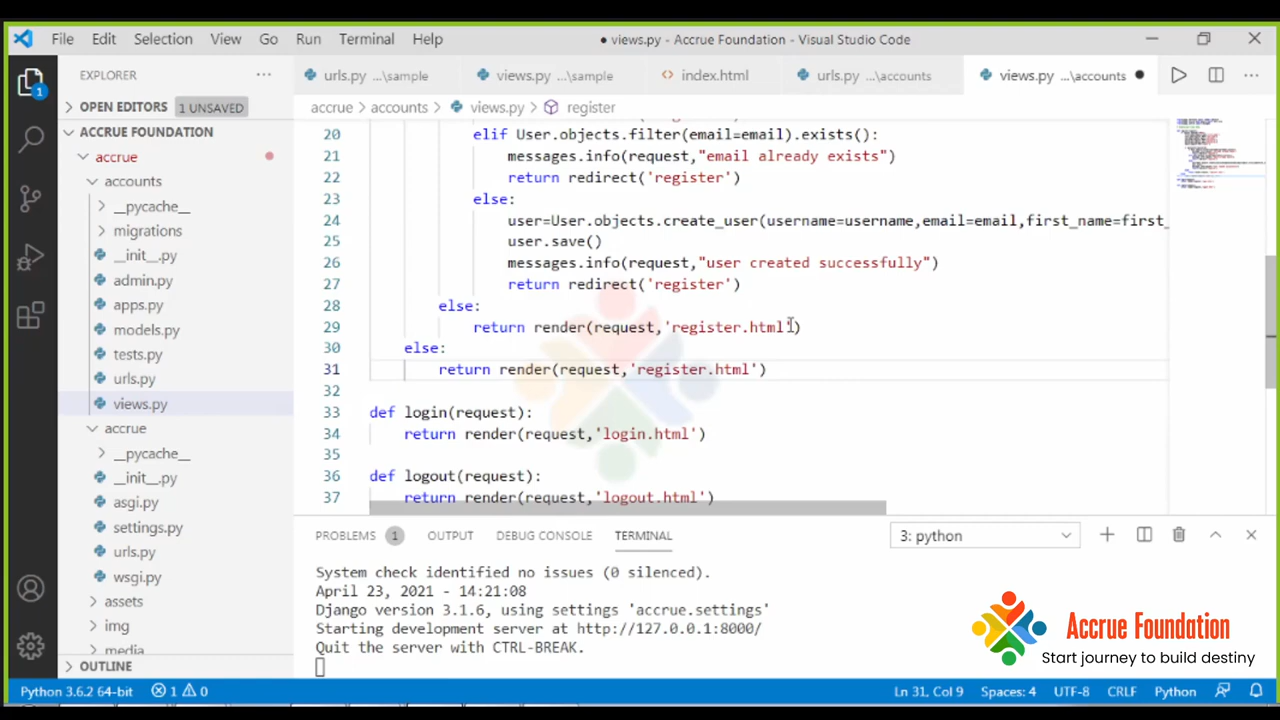 File Edit Selection View Go Run Terminal Help
● views.py - Accrue Foundation - Visual Studio Code
EXPLORER
OPEN EDITORS 1 UNSAVED
ACCRUE FOUNDATION
accrue
accounts
__pycache__
migrations
__init__.py
admin.py
apps.py
models.py
tests.py
urls.py
views.py
accrue
__pycache__
__init__.py
asgi.py
settings.py
urls.py
wsgi.py
assets
img
media
OUTLINE
urls.py ...\sample views.py ...\sample index.html urls.py ...\accounts views.py ...\accounts
accrue > accounts > views.py > register
20 elif User.objects.filter(email=email).exists():
21 messages.info(request,"email already exists")
22 return redirect('register')
23 else:
24 user=User.objects.create_user(username=username,email=email,first_name=first_
25 user.save()
26 messages.info(request,"user created successfully")
27 return redirect('register')
28 else:
29 return render(request,'register.html')
30 else:
31 return render(request,'register.html')
32
33 def login(request):
34 return render(request,'login.html')
35
36 def logout(request):
37 return render(request,'logout.html')
PROBLEMS 1 OUTPUT DEBUG CONSOLE TERMINAL 3: python
System check identified no issues (0 silenced).
April 23, 2021 - 14:21:08
Django version 3.1.6, using settings 'accrue.settings'
Starting development server at http://127.0.0.1:8000/
Quit the server with CTRL-BREAK.
Accrue Foundation
Start journey to build destiny
Python 3.6.2 64-bit 1 0 Ln 31, Col 9 Spaces: 4 UTF-8 CRLF Python